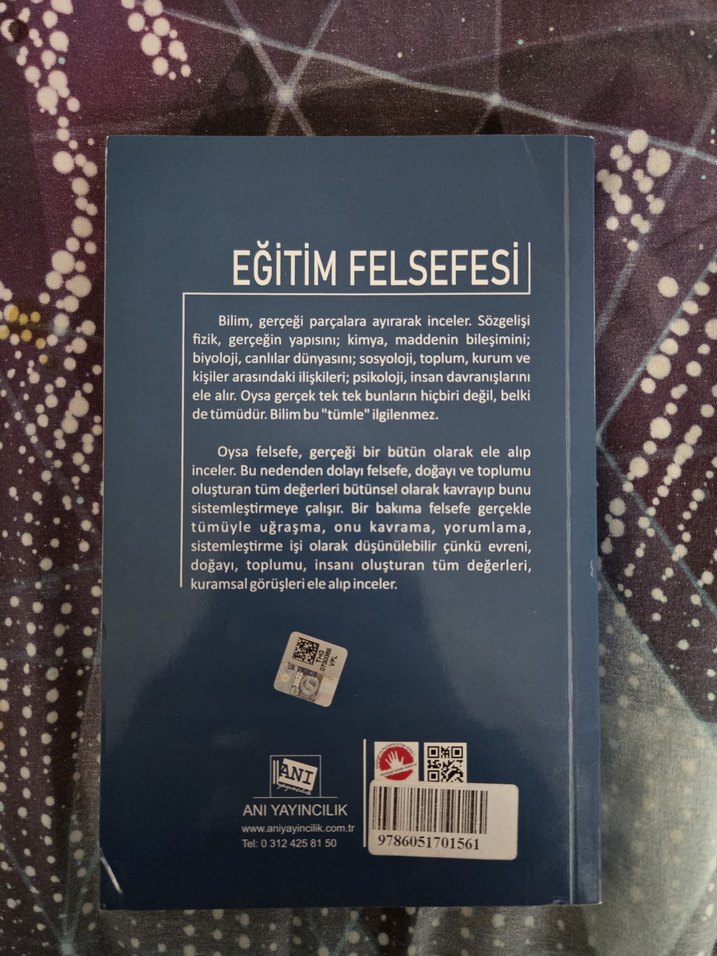 EĞİTİM FELSEFESİ
Bilim, gerçeği parçalara ayırarak inceler. Sözgelişi
fizik, gerçeğin yapısını; kimya, maddenin bileşimini;
biyoloji, canlılar dünyasını; sosyoloji, toplum, kurum ve
kişiler arasındaki ilişkileri; psikoloji, insan davranışlarını
ele alır. Oysa gerçek tek tek bunların hiçbiri değil, belki
de tümüdür. Bilim bu "tümle" ilgilenmez.
Oysa felsefe, gerçeği bir bütün olarak ele alıp
inceler. Bu nedenden dolayı felsefe, doğayı ve toplumu
oluşturan tüm değerleri bütünsel olarak kavrayıp bunu
sistemleştirmeye çalışır. Bir bakıma felsefe gerçekle
tümüyle uğraşma, onu kavrama, yorumlama,
sistemleştirme işi olarak düşünülebilir çünkü evreni,
doğayı, toplumu, insanı oluşturan tüm değerleri,
kuramsal görüşleri ele alıp inceler.
ANI
yayıncılık
ANI YAYINCILIK
www.aniyayincilik.com.tr
Tel: 0 312 425 81 50
9786051701561